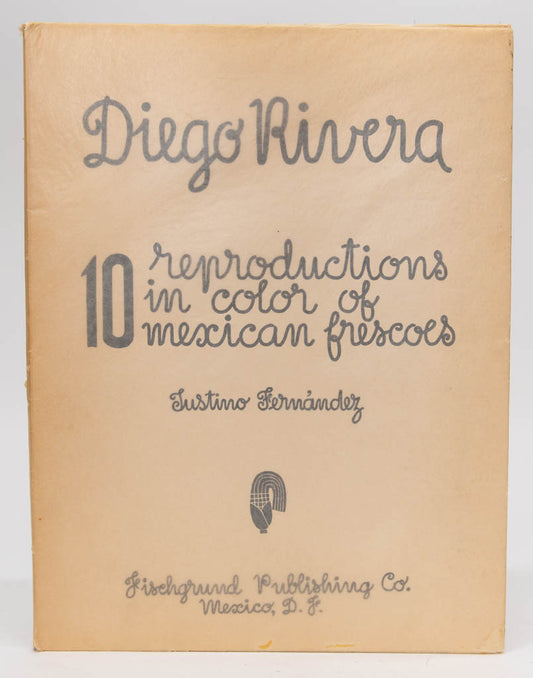 Diego Rivera
10 reproductions
in color of
mexican frescoes
Justino Fernández
Fischgrund Publishing Co.
Mexico, D. F.